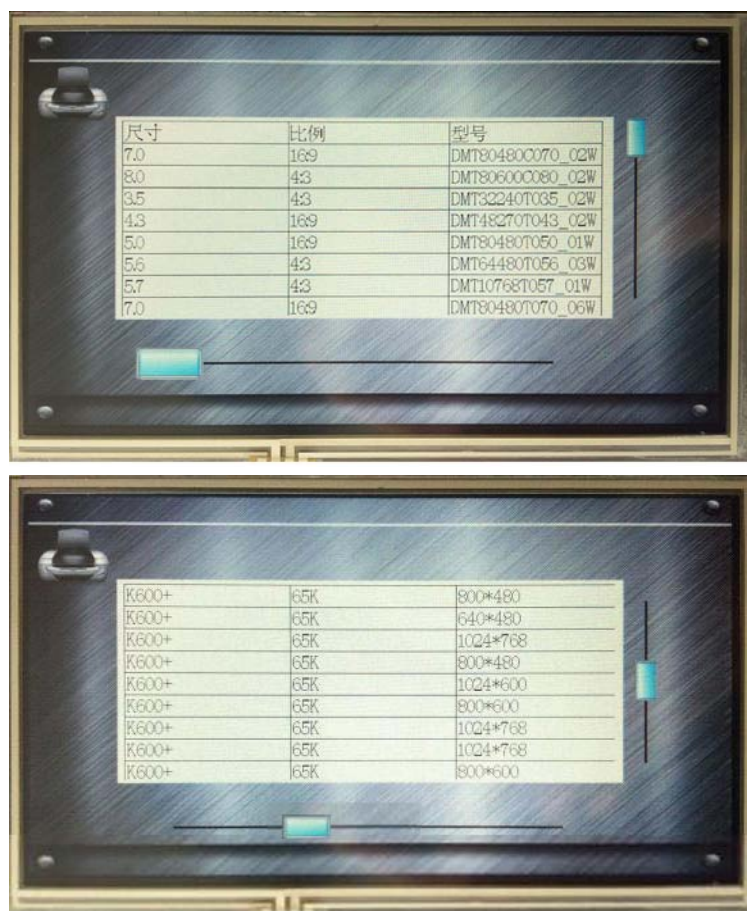 尺寸 比例 型号
7.0 16:9 DMT80480C070_02W
8.0 4:3 DMT80600C080_02W
3.5 4:3 DMT32240T035_02W
4.3 16:9 DMT48270T043_02W
5.0 16:9 DMT80480T050_01W
5.6 4:3 DMT64480T056_03W
5.7 4:3 DMT10768T057_01W
7.0 16:9 DMT80480T070_06W
K600+ 65K 800*480
K600+ 65K 640*480
K600+ 65K 1024*768
K600+ 65K 800*480
K600+ 65K 1024*600
K600+ 65K 800*600
K600+ 65K 1024*768
K600+ 65K 1024*768
K600+ 65K 800*600